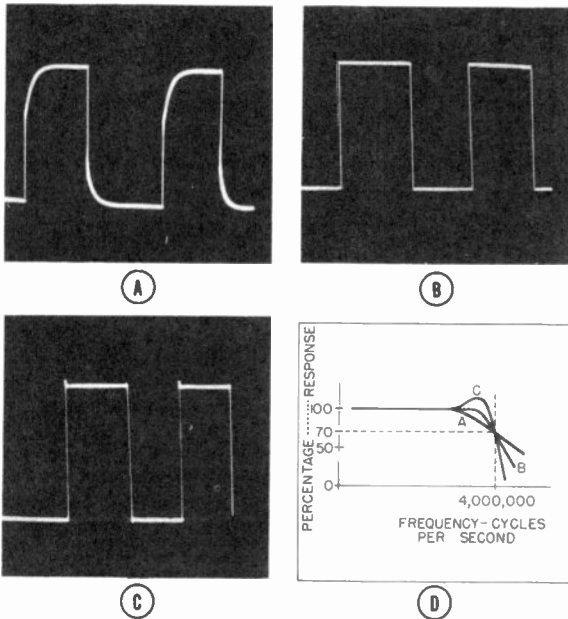 A
B
C
D
PERCENTAGE ........ RESPONSE
100
70
50
0
C
A
B
4,000,000
FREQUENCY-CYCLES
PER SECOND